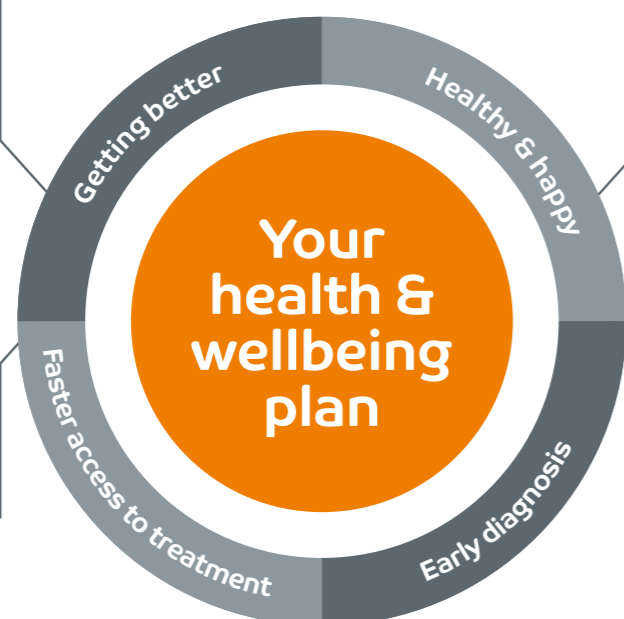 Getting better
Healthy & happy
Your
health &
wellbeing
plan
Faster access to treatment
Early diagnosis